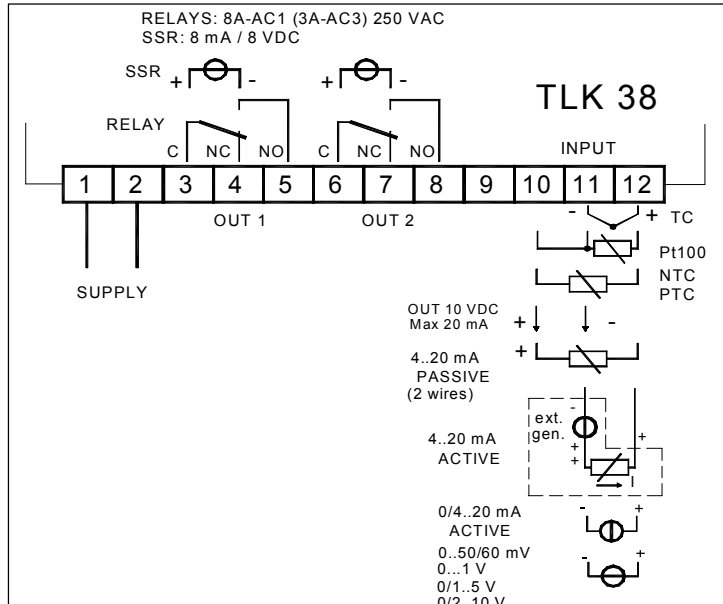 RELAYS: 8A-AC1 (3A-AC3) 250 VAC
SSR: 8 mA / 8 VDC
SSR + - + -
TLK 38
RELAY
C NC NO C NC NO INPUT
1 2 3 4 5 6 7 8 9 10 11 12
OUT 1 OUT 2 - + TC
Pt100
SUPPLY
NTC
PTC
OUT 10 VDC
Max 20 mA + -
4..20 mA +
PASSIVE
(2 wires)
-
ext.
gen. +
4..20 mA +
ACTIVE + I
0/4..20 mA - +
ACTIVE
0..50/60 mV - +
0...1 V
0/1..5 V
0/2..10 V